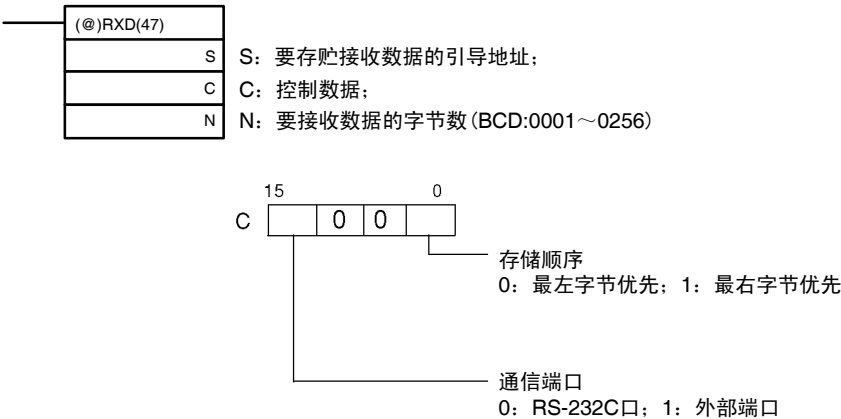 (@)RXD(47)
S S：要存贮接收数据的引导地址；
C C：控制数据；
N N：要接收数据的字节数(BCD:0001～0256)
15 0
C 0 0
存储顺序
0：最左字节优先；1：最右字节优先
通信端口
0：RS-232C口；1：外部端口